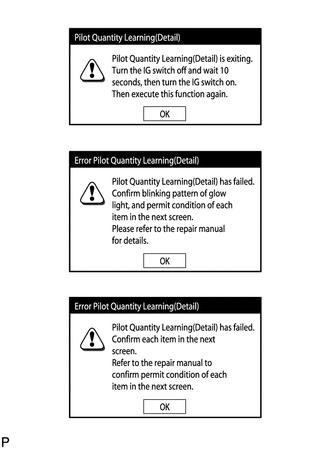 Pilot Quantity Learning(Detail)
Pilot Quantity Learning(Detail) is exiting.
Turn the IG switch off and wait 10
seconds, then turn the IG switch on.
Then execute this function again.
OK
Error Pilot Quantity Learning(Detail)
Pilot Quantity Learning(Detail) has failed.
Confirm blinking pattern of glow
light, and permit condition of each
item in the next screen.
Please refer to the repair manual
for details.
OK
Error Pilot Quantity Learning(Detail)
Pilot Quantity Learning(Detail) has failed.
Confirm each item in the next
screen.
Refer to the repair manual to
confirm permit condition of each
item in the next screen.
OK
P